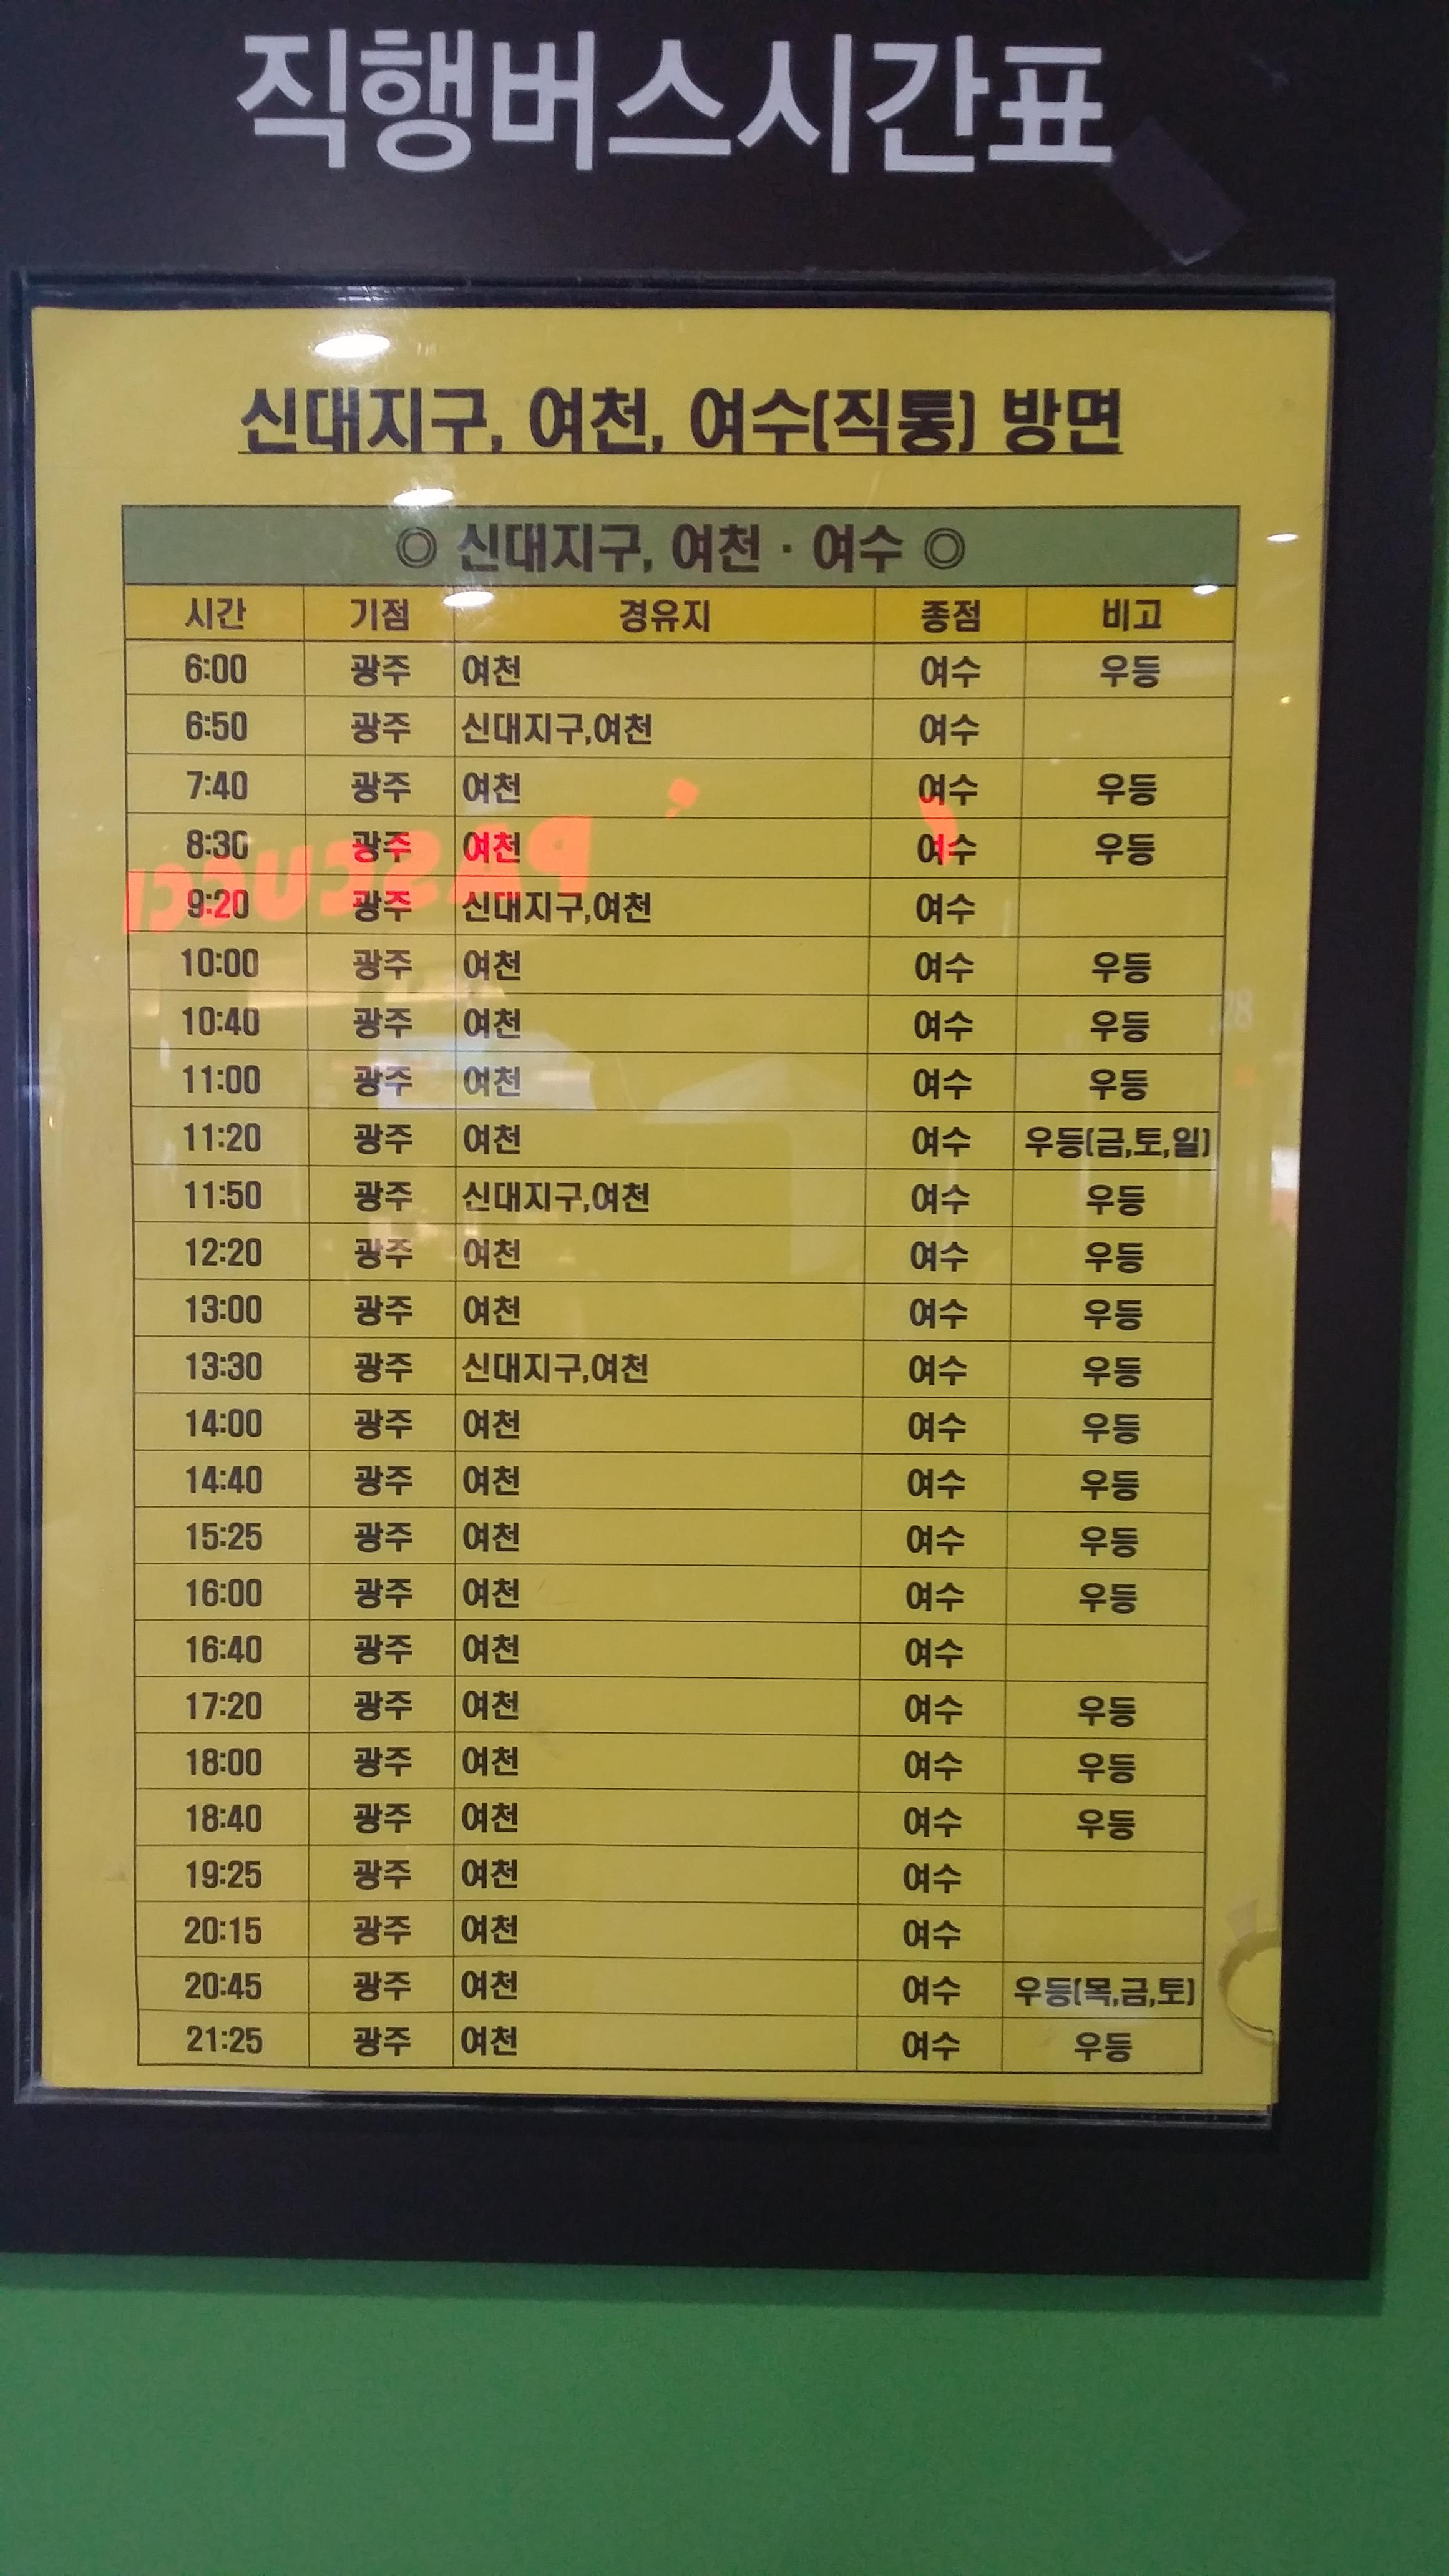 직행버스시간표
신대지구, 여천, 여수(직통) 방면
◎ 신대지구, 여천 · 여수 ◎
시간 기점 경유지 종점 비고
6:00 광주 여천 여수 우등
6:50 광주 신대지구,여천 여수
7:40 광주 여천 여수 우등
8:30 광주 여천 여수 우등
9:20 광주 신대지구,여천 여수
10:00 광주 여천 여수 우등
10:40 광주 여천 여수 우등
11:00 광주 여천 여수 우등
11:20 광주 여천 여수 우등(금,토,일)
11:50 광주 신대지구,여천 여수 우등
12:20 광주 여천 여수 우등
13:00 광주 여천 여수 우등
13:30 광주 신대지구,여천 여수 우등
14:00 광주 여천 여수 우등
14:40 광주 여천 여수 우등
15:25 광주 여천 여수 우등
16:00 광주 여천 여수 우등
16:40 광주 여천 여수
17:20 광주 여천 여수 우등
18:00 광주 여천 여수 우등
18:40 광주 여천 여수 우등
19:25 광주 여천 여수
20:15 광주 여천 여수
20:45 광주 여천 여수 우등(목,금,토)
21:25 광주 여천 여수 우등
PASCUCCI